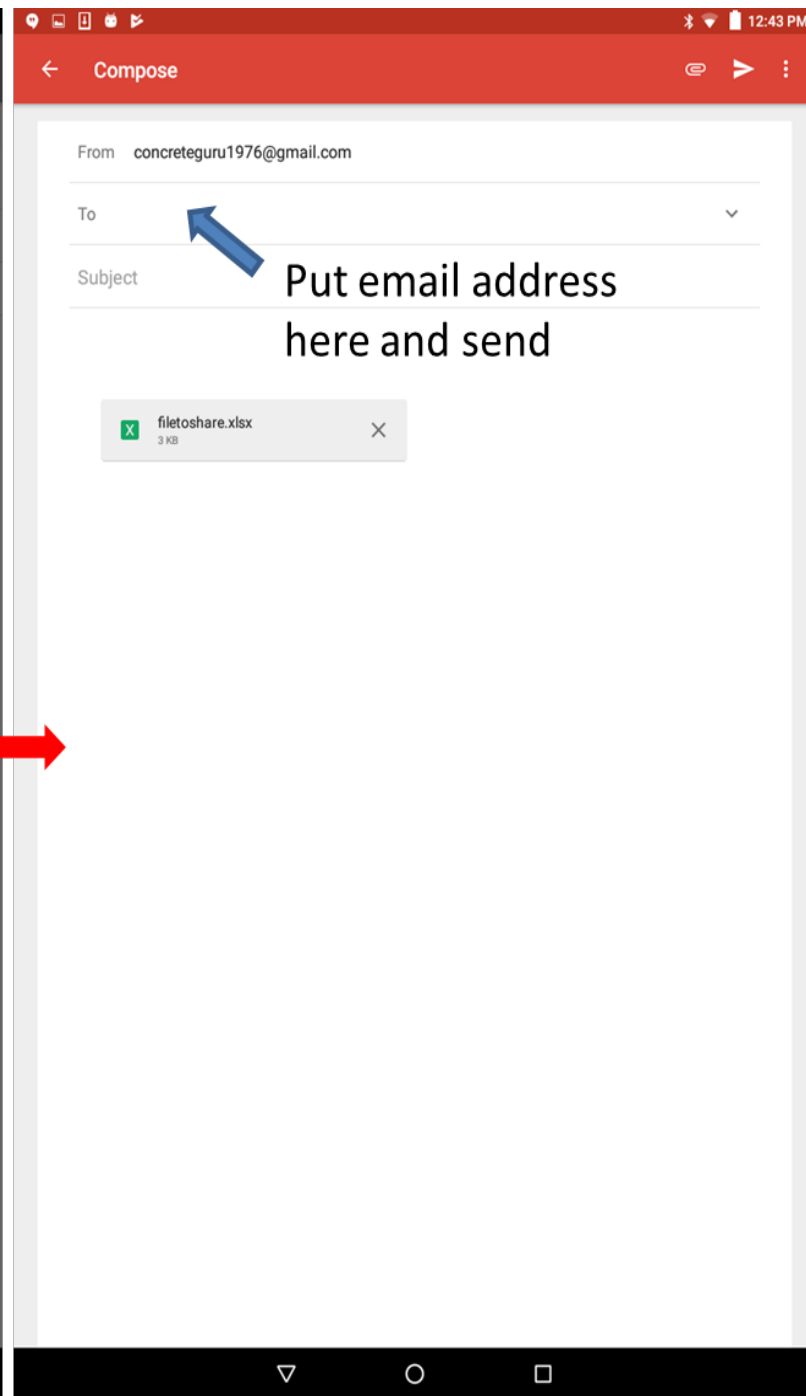 12:43 PM
Compose
From concreteguru1976@gmail.com
To
Subject
Put email address
here and send
X
filetoshare.xlsx
3 KB